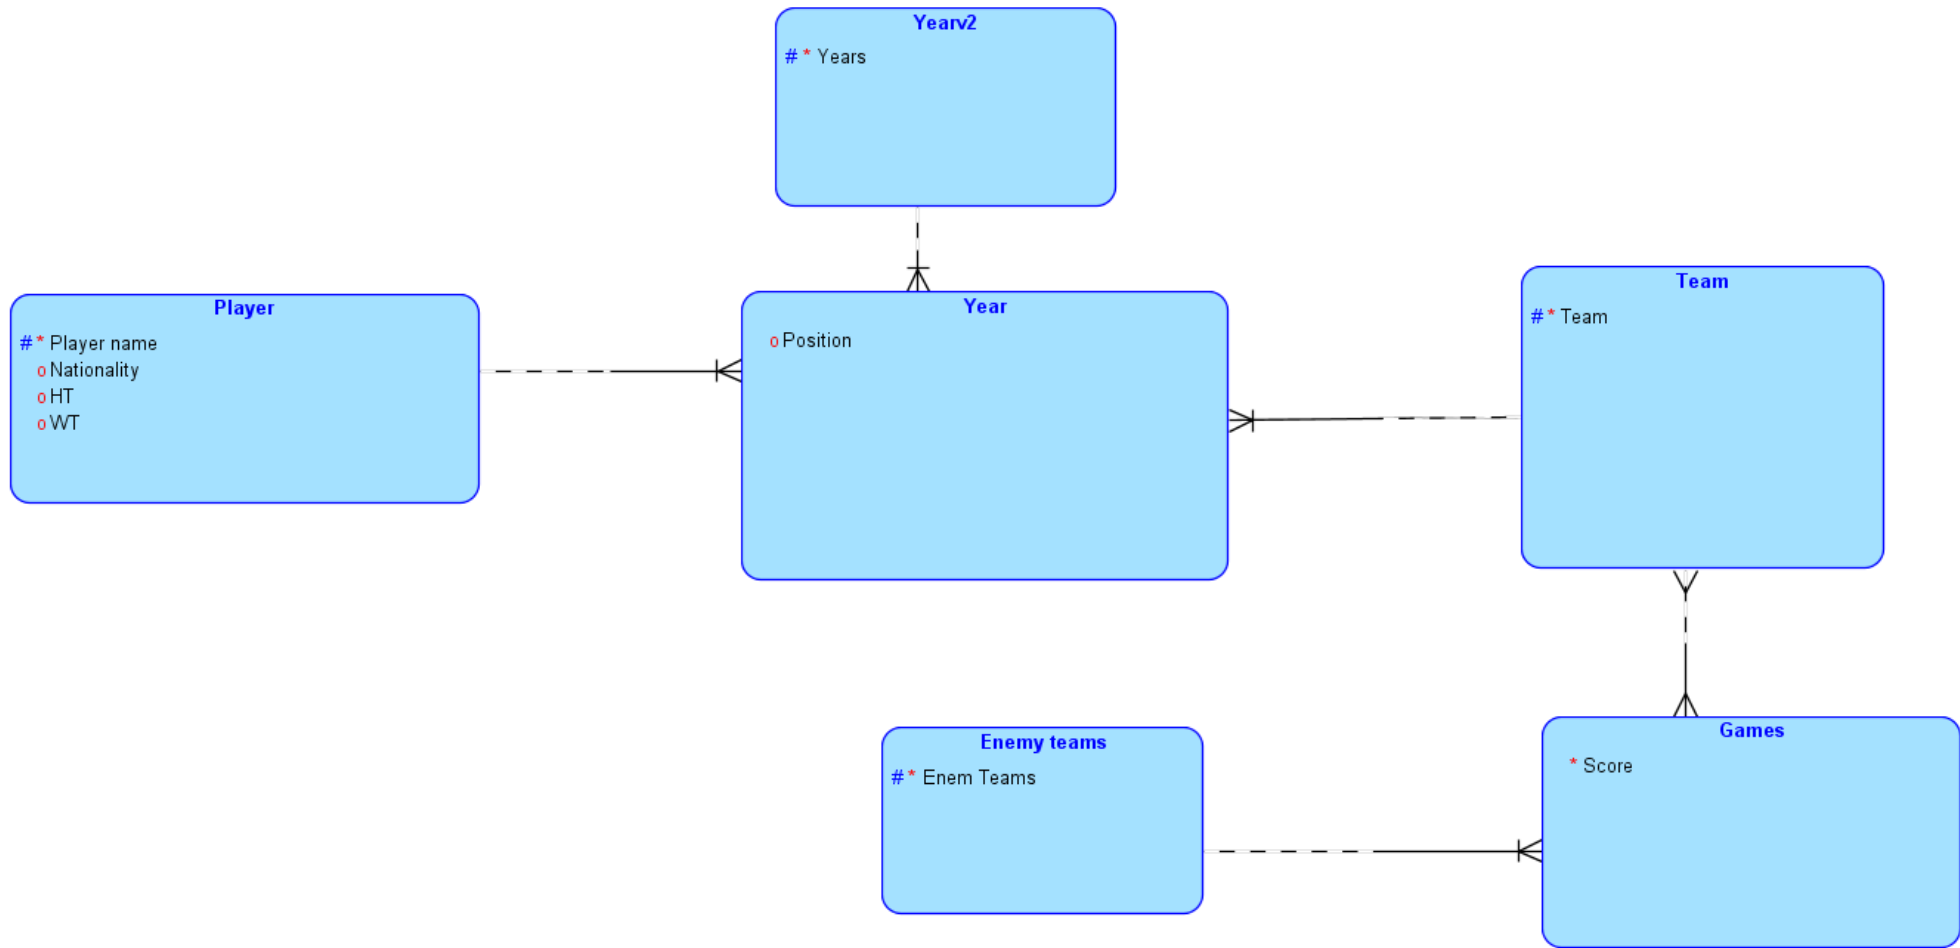 Yearv2
# * Years
Player
# * Player name
o Nationality
o HT
o WT
Year
o Position
Team
# * Team
Enemy teams
# * Enem Teams
Games
* Score